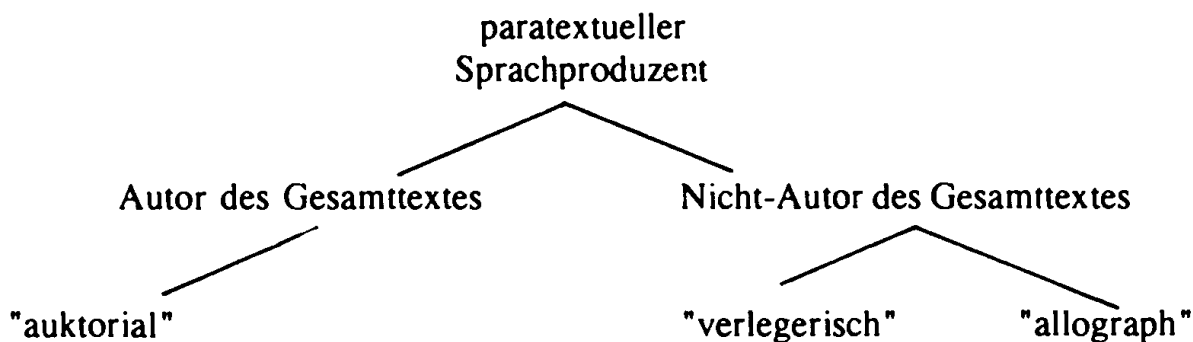 paratextueller
Sprachproduzent
Autor des Gesamttextes
Nicht-Autor des Gesamttextes
"auktorial"
"verlegerisch"
"allograph"